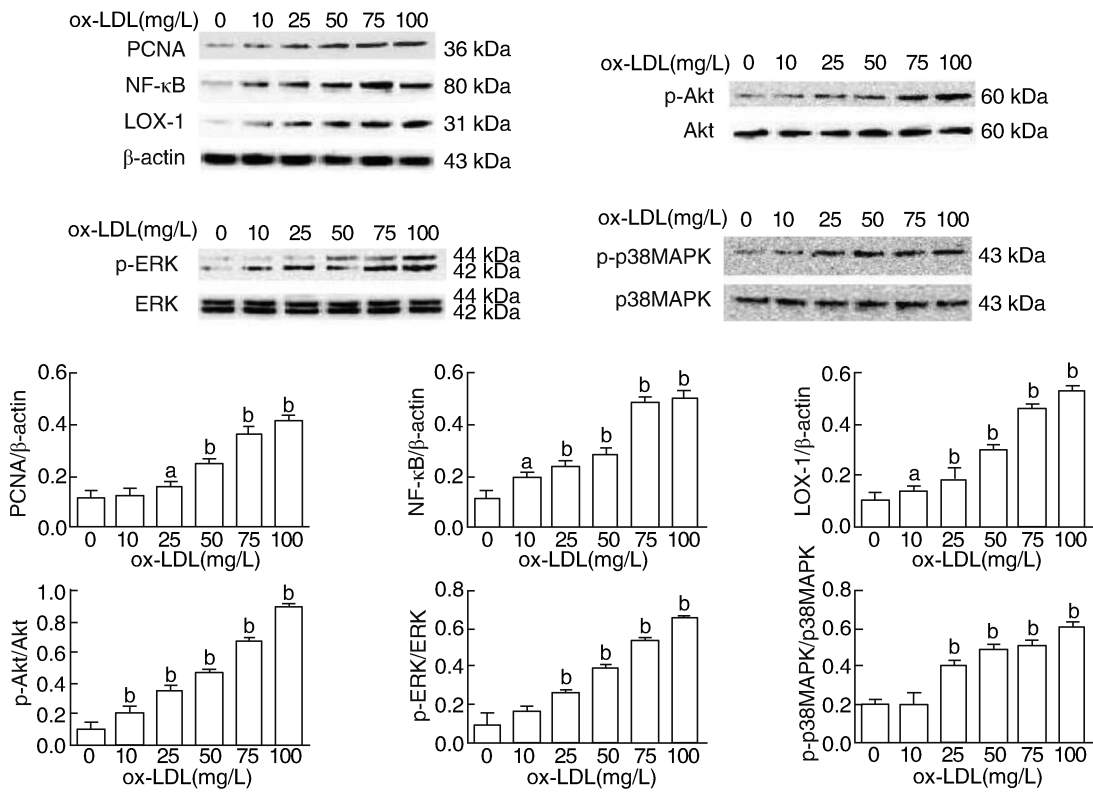 ox-LDL(mg/L) 0 10 25 50 75 100
PCNA 36 kDa
NF-κB 80 kDa
LOX-1 31 kDa
β-actin 43 kDa
ox-LDL(mg/L) 0 10 25 50 75 100
p-Akt 60 kDa
Akt 60 kDa
ox-LDL(mg/L) 0 10 25 50 75 100
p-ERK 44 kDa
42 kDa
ERK 44 kDa
42 kDa
ox-LDL(mg/L) 0 10 25 50 75 100
p-p38MAPK 43 kDa
p38MAPK 43 kDa
PCNA/β-actin
0.6
0.4
0.2
0.0
a b b b
0 10 25 50 75 100
ox-LDL(mg/L)
NF-κB/β-actin
0.6
0.4
0.2
0.0
a b b b b
0 10 25 50 75 100
ox-LDL(mg/L)
LOX-1/β-actin
0.6
0.4
0.2
0.0
a b b b b
0 10 25 50 75 100
ox-LDL(mg/L)
p-Akt/Akt
1.0
0.8
0.6
0.4
0.2
0.0
b b b b b
0 10 25 50 75 100
ox-LDL(mg/L)
p-ERK/ERK
0.8
0.6
0.4
0.2
0.0
b b b b
0 10 25 50 75 100
ox-LDL(mg/L)
p-p38MAPK/p38MAPK
0.8
0.6
0.4
0.2
0.0
b b b b
0 10 25 50 75 100
ox-LDL(mg/L)